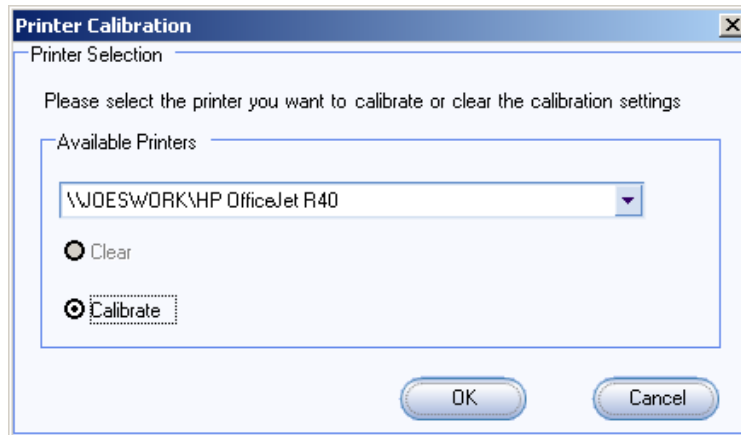 Printer Calibration
Printer Selection
Please select the printer you want to calibrate or clear the calibration settings
Available Printers
\\JOESWORK\HP OfficeJet R40
Clear
Calibrate
OK Cancel